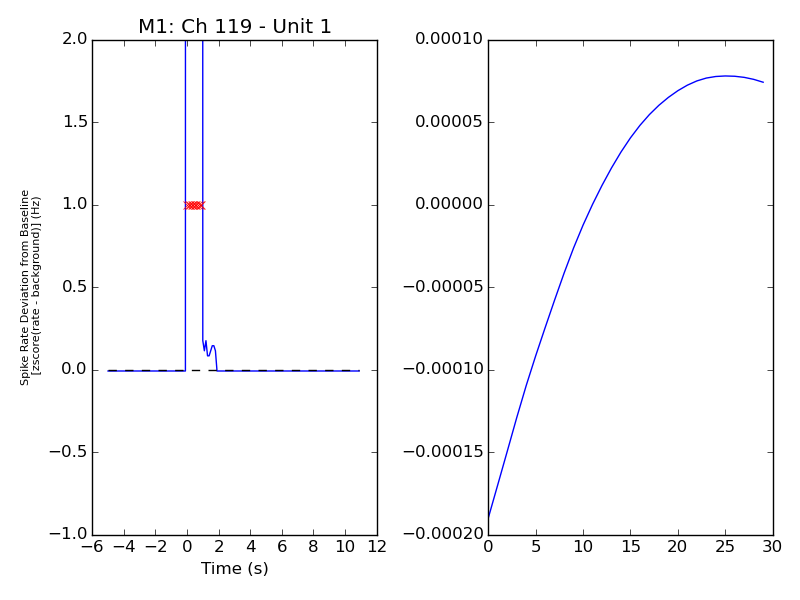 M1: Ch 119 - Unit 1
2.0
1.5
1.0
0.5
0.0
−0.5
−1.0
Spike Rate Deviation from Baseline
[zscore(rate - background)] (Hz)
−6 −4 −2 0 2 4 6 8 10 12
Time (s)
0.00010
0.00005
0.00000
−0.00005
−0.00010
−0.00015
−0.00020
0 5 10 15 20 25 30